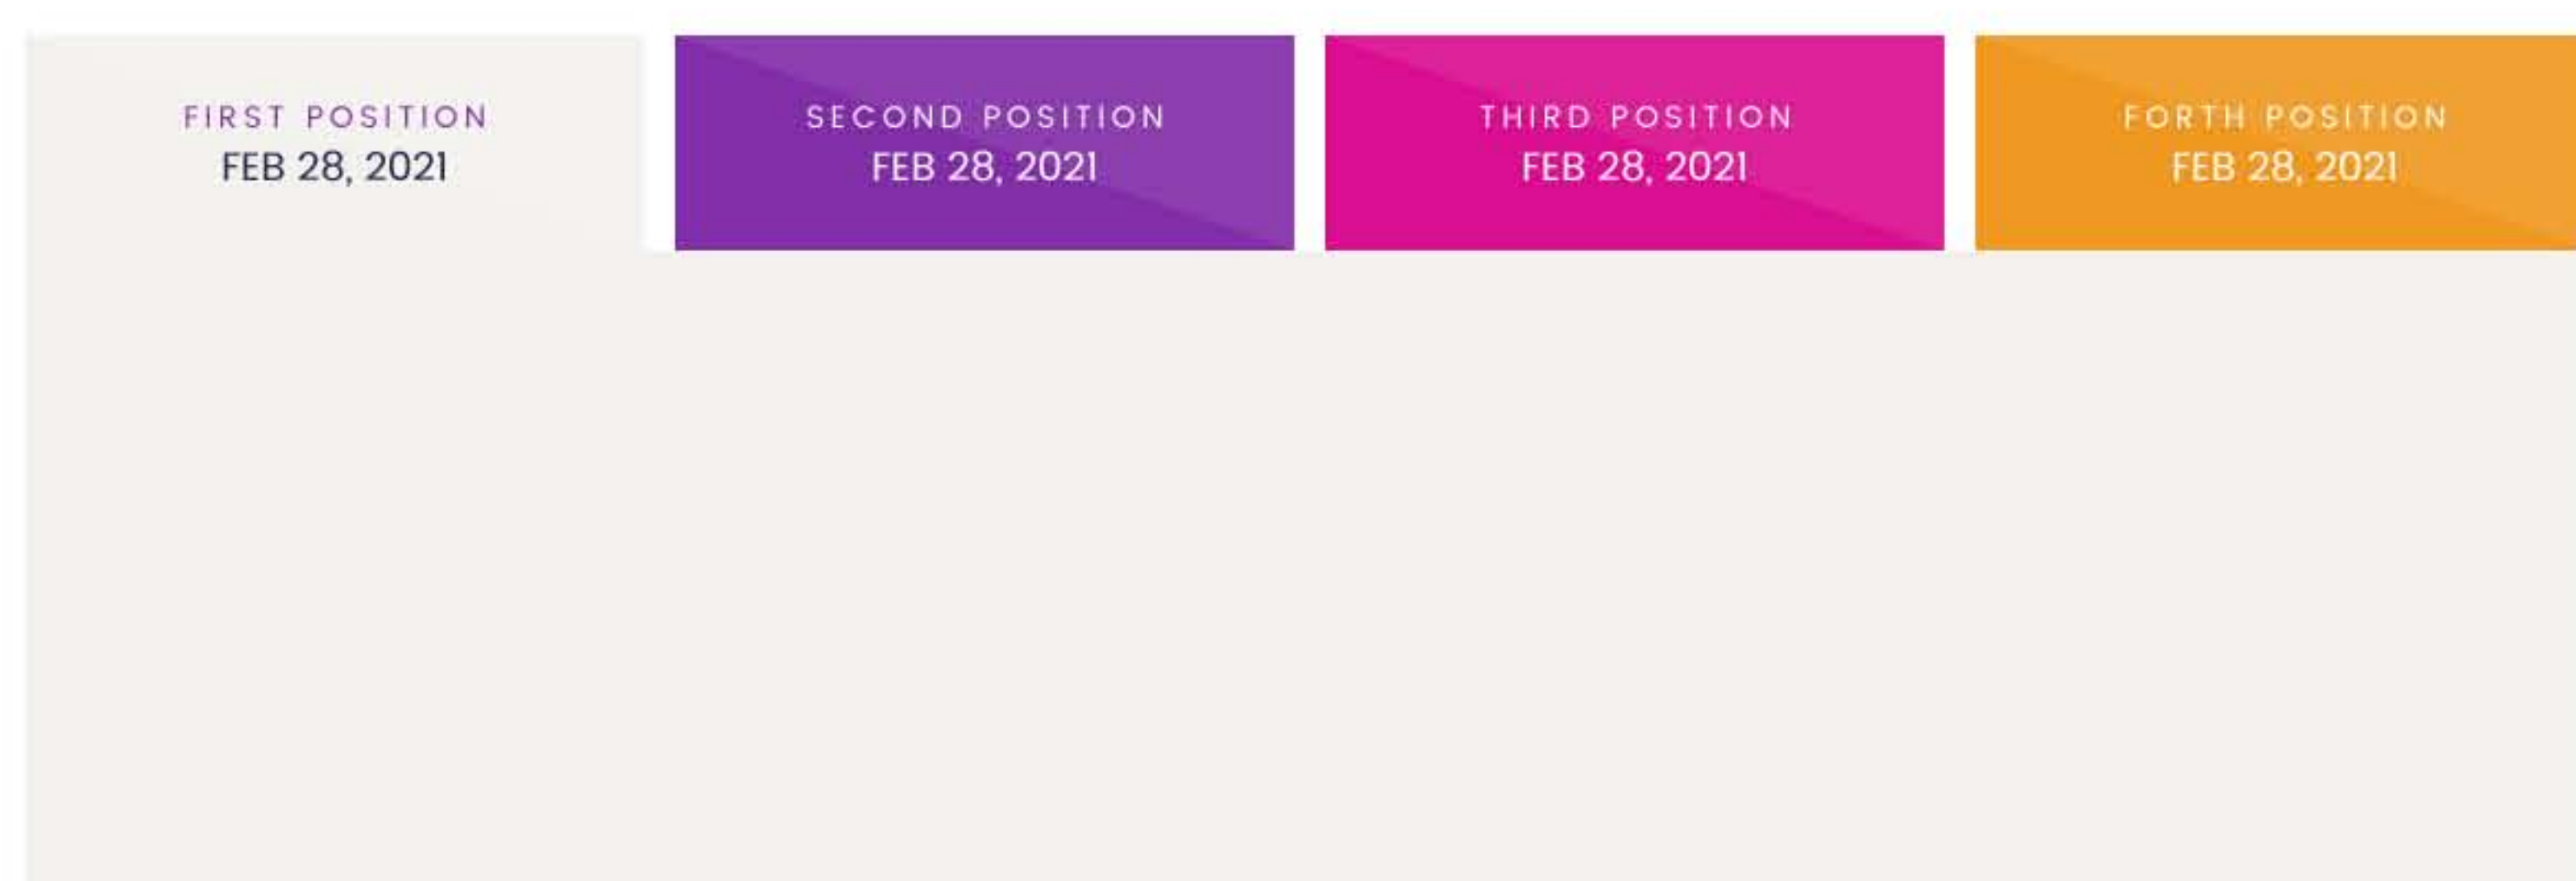 FIRST POSITION
FEB 28, 2021
SECOND POSITION
FEB 28, 2021
THIRD POSITION
FEB 28, 2021
FORTH POSITION
FEB 28, 2021